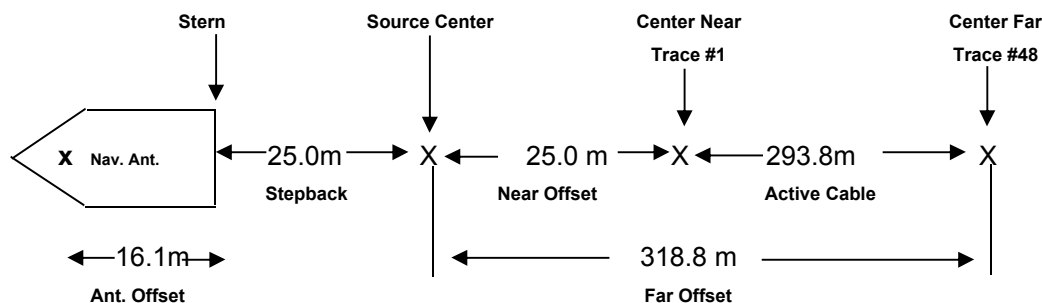 Stern
Source Center
Center Near
Trace #1
Center Far
Trace #48
X Nav. Ant.
25.0m
X
25.0 m
X
293.8m
X
Stepback
Near Offset
Active Cable
16.1m
318.8 m
Ant. Offset
Far Offset